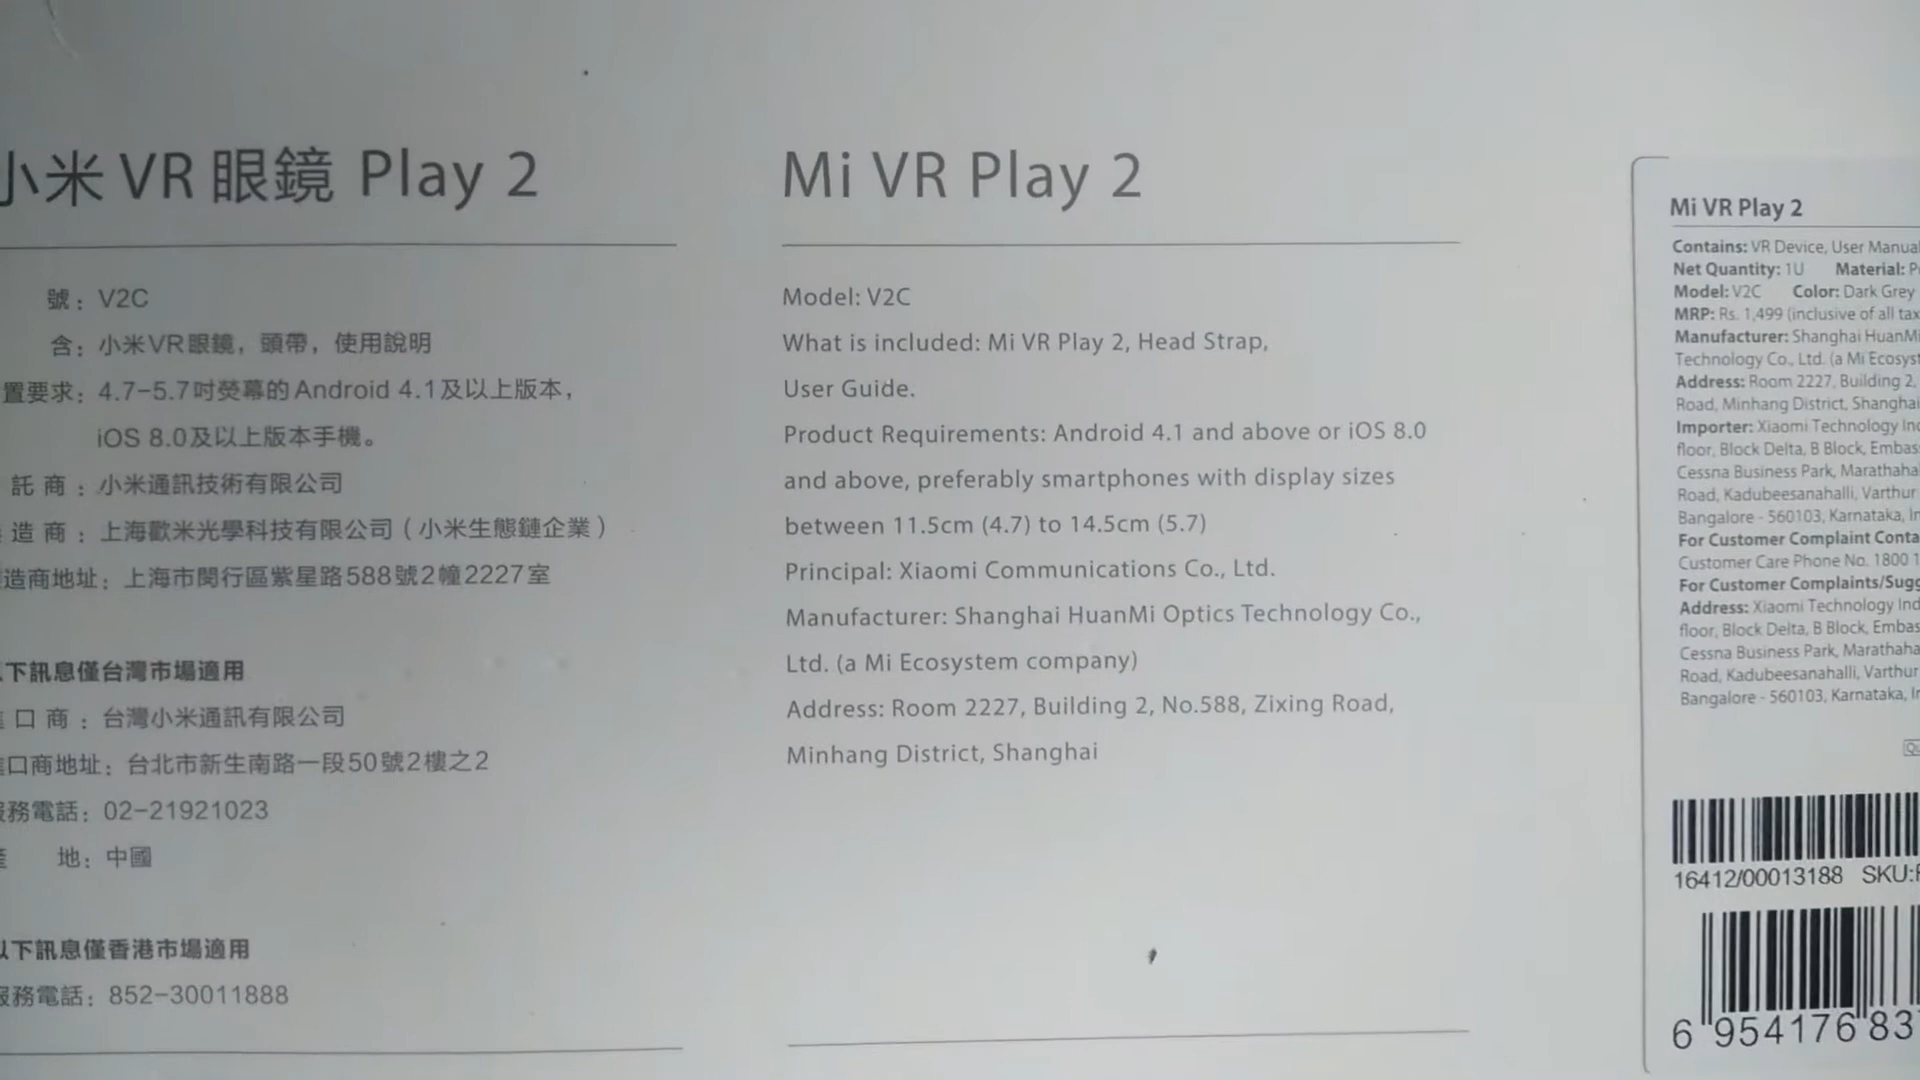 小米VR眼鏡 Play 2
號：V2C
含：小米VR眼鏡，頭帶，使用說明
置要求：4.7-5.7吋熒幕的Android 4.1及以上版本，
iOS 8.0及以上版本手機。
託商：小米通訊技術有限公司
造商：上海歡米光學科技有限公司（小米生態鏈企業）
造商地址：上海市閔行區紫星路588號2幢2227室
下訊息僅台灣市場適用
口商：台灣小米通訊有限公司
口商地址：台北市新生南路一段50號2樓之2
務電話：02-21921023
地：中國
以下訊息僅香港市場適用
服務電話：852-30011888
Mi VR Play 2
Model: V2C
What is included: Mi VR Play 2, Head Strap,
User Guide.
Product Requirements: Android 4.1 and above or iOS 8.0
and above, preferably smartphones with display sizes
between 11.5cm (4.7) to 14.5cm (5.7)
Principal: Xiaomi Communications Co., Ltd.
Manufacturer: Shanghai HuanMi Optics Technology Co.,
Ltd. (a Mi Ecosystem company)
Address: Room 2227, Building 2, No.588, Zixing Road,
Minhang District, Shanghai
Mi VR Play 2
Contains: VR Device, User Manual
Net Quantity: 1U Material:
Model: V2C Color: Dark Grey
MRP: Rs. 1,499 (inclusive of all tax
Manufacturer: Shanghai HuanMi
Technology Co., Ltd. (a Mi Ecosyst
Address: Room 2227, Building 2,
Road, Minhang District, Shanghai
Importer: Xiaomi Technology Ind
floor, Block Delta, B Block, Embas
Cessna Business Park, Marathaha
Road, Kadubeesanahalli, Varthur
Bangalore - 560103, Karnataka, In
For Customer Complaint Conta
Customer Care Phone No. 1800 1
For Customer Complaints/Sugg
Address: Xiaomi Technology Ind
floor, Block Delta, B Block, Embas
Cessna Business Park, Marathaha
Road, Kadubeesanahalli, Varthur
Bangalore - 560103, Karnataka, In
16412/00013188 SKU:
6 954176 83